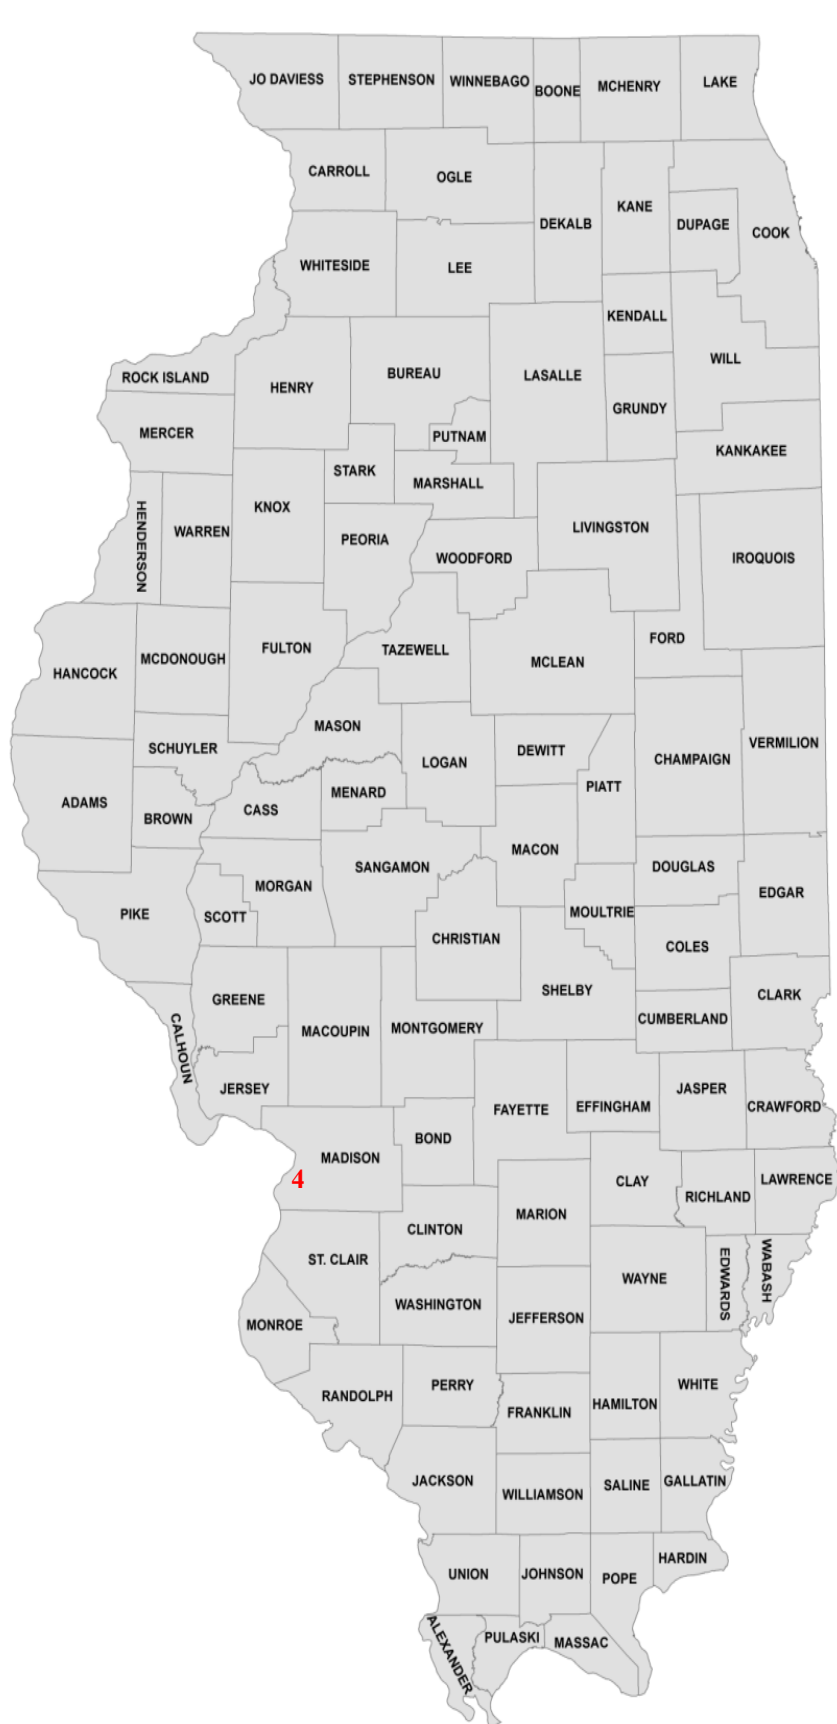 JO DAVIESS
STEPHENSON
WINNEBAGO
BOONE
MCHENRY
LAKE
CARROLL
OGLE
DEKALB
KANE
DUPAGE
COOK
WHITESIDE
LEE
KENDALL
ROCK ISLAND
HENRY
BUREAU
LASALLE
WILL
GRUNDY
MERCER
PUTNAM
KANKAKEE
STARK
MARSHALL
HENDERSON
WARREN
KNOX
PEORIA
LIVINGSTON
WOODFORD
IROQUOIS
HANCOCK
MCDONOUGH
FULTON
TAZEWELL
MCLEAN
FORD
MASON
SCHUYLER
LOGAN
DEWITT
CHAMPAIGN
VERMILION
ADAMS
BROWN
CASS
MENARD
PIATT
MACON
SANGAMON
DOUGLAS
EDGAR
PIKE
SCOTT
MORGAN
MOULTRIE
CHRISTIAN
COLES
GREENE
SHELBY
CLARK
CALHOUN
MACOUPIN
MONTGOMERY
CUMBERLAND
JERSEY
FAYETTE
EFFINGHAM
JASPER
CRAWFORD
MADISON
BOND
4
CLAY
RICHLAND
LAWRENCE
MARION
CLINTON
ST. CLAIR
WAYNE
EDWARDS
WABASH
WASHINGTON
JEFFERSON
MONROE
RANDOLPH
PERRY
FRANKLIN
HAMILTON
WHITE
JACKSON
WILLIAMSON
SALINE
GALLATIN
UNION
JOHNSON
POPE
HARDIN
ALEXANDER
PULASKI
MASSAC